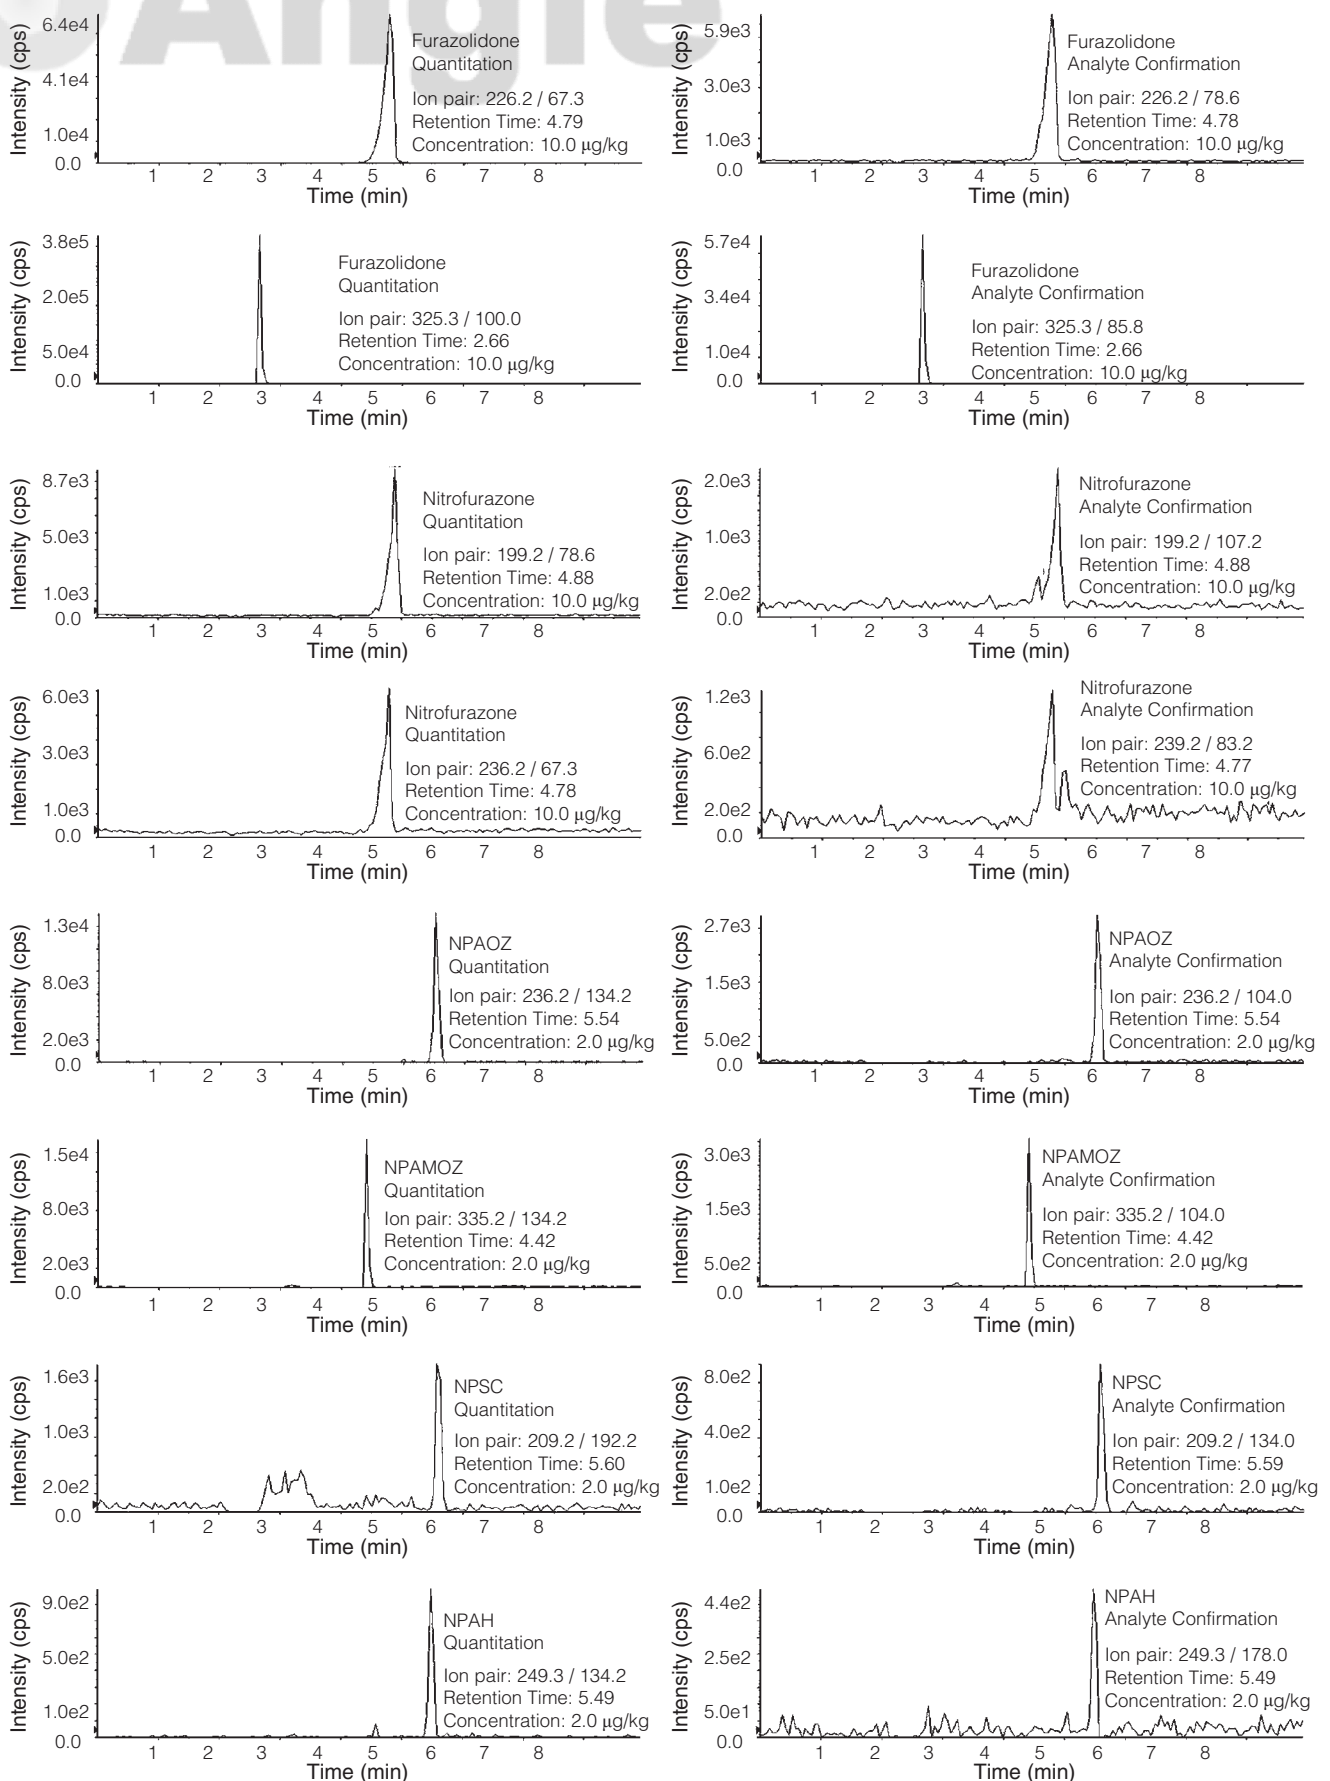 Angle
Intensity (cps)
6.4e4
4.1e4
1.0e4
0.0
Furazolidone
Quantitation
Ion pair: 226.2 / 67.3
Retention Time: 4.79
Concentration: 10.0 µg/kg
1 2 3 4 5 6 7 8
Time (min)
Intensity (cps)
5.9e3
3.0e3
1.0e3
0.0
Furazolidone
Analyte Confirmation
Ion pair: 226.2 / 78.6
Retention Time: 4.78
Concentration: 10.0 µg/kg
1 2 3 4 5 6 7 8
Time (min)
Intensity (cps)
3.8e5
2.0e5
5.0e4
0.0
Furazolidone
Quantitation
Ion pair: 325.3 / 100.0
Retention Time: 2.66
Concentration: 10.0 µg/kg
1 2 3 4 5 6 7 8
Time (min)
Intensity (cps)
5.7e4
3.4e4
1.0e4
0.0
Furazolidone
Analyte Confirmation
Ion pair: 325.3 / 85.8
Retention Time: 2.66
Concentration: 10.0 µg/kg
1 2 3 4 5 6 7 8
Time (min)
Intensity (cps)
8.7e3
5.0e3
1.0e3
0.0
Nitrofurazone
Quantitation
Ion pair: 199.2 / 78.6
Retention Time: 4.88
Concentration: 10.0 µg/kg
1 2 3 4 5 6 7 8
Time (min)
Intensity (cps)
2.0e3
1.0e3
2.0e2
0.0
Nitrofurazone
Analyte Confirmation
Ion pair: 199.2 / 107.2
Retention Time: 4.88
Concentration: 10.0 µg/kg
1 2 3 4 5 6 7 8
Time (min)
Intensity (cps)
6.0e3
3.0e3
1.0e3
0.0
Nitrofurazone
Quantitation
Ion pair: 236.2 / 67.3
Retention Time: 4.78
Concentration: 10.0 µg/kg
1 2 3 4 5 6 7 8
Time (min)
Intensity (cps)
1.2e3
6.0e2
2.0e2
0.0
Nitrofurazone
Analyte Confirmation
Ion pair: 239.2 / 83.2
Retention Time: 4.77
Concentration: 10.0 µg/kg
1 2 3 4 5 6 7 8
Time (min)
Intensity (cps)
1.3e4
8.0e3
2.0e3
0.0
NPAOZ
Quantitation
Ion pair: 236.2 / 134.2
Retention Time: 5.54
Concentration: 2.0 µg/kg
1 2 3 4 5 6 7 8
Time (min)
Intensity (cps)
2.7e3
1.5e3
5.0e2
0.0
NPAOZ
Analyte Confirmation
Ion pair: 236.2 / 104.0
Retention Time: 5.54
Concentration: 2.0 µg/kg
1 2 3 4 5 6 7 8
Time (min)
Intensity (cps)
1.5e4
8.0e3
2.0e3
0.0
NPAMOZ
Quantitation
Ion pair: 335.2 / 134.2
Retention Time: 4.42
Concentration: 2.0 µg/kg
1 2 3 4 5 6 7 8
Time (min)
Intensity (cps)
3.0e3
1.5e3
5.0e2
0.0
NPAMOZ
Analyte Confirmation
Ion pair: 335.2 / 104.0
Retention Time: 4.42
Concentration: 2.0 µg/kg
1 2 3 4 5 6 7 8
Time (min)
Intensity (cps)
1.6e3
1.0e3
2.0e2
0.0
NPSC
Quantitation
Ion pair: 209.2 / 192.2
Retention Time: 5.60
Concentration: 2.0 µg/kg
1 2 3 4 5 6 7 8
Time (min)
Intensity (cps)
8.0e2
4.0e2
1.0e2
0.0
NPSC
Analyte Confirmation
Ion pair: 209.2 / 134.0
Retention Time: 5.59
Concentration: 2.0 µg/kg
1 2 3 4 5 6 7 8
Time (min)
Intensity (cps)
9.0e2
5.0e2
1.0e2
0.0
NPAH
Quantitation
Ion pair: 249.3 / 134.2
Retention Time: 5.49
Concentration: 2.0 µg/kg
1 2 3 4 5 6 7 8
Time (min)
Intensity (cps)
4.4e2
2.5e2
5.0e1
0.0
NPAH
Analyte Confirmation
Ion pair: 249.3 / 178.0
Retention Time: 5.49
Concentration: 2.0 µg/kg
1 2 3 4 5 6 7 8
Time (min)